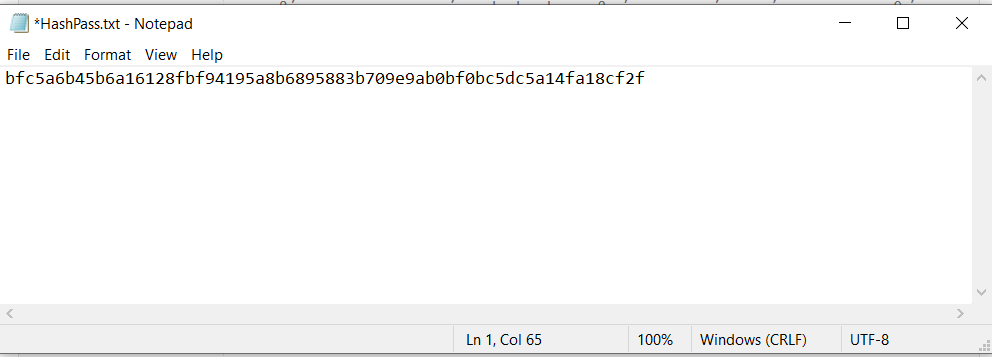 *HashPass.txt - Notepad
File Edit Format View Help
bfc5a6b45b6a16128fbf94195a8b6895883b709e9ab0bf0bc5dc5a14fa18cf2f
Ln 1, Col 65 100% Windows (CRLF) UTF-8